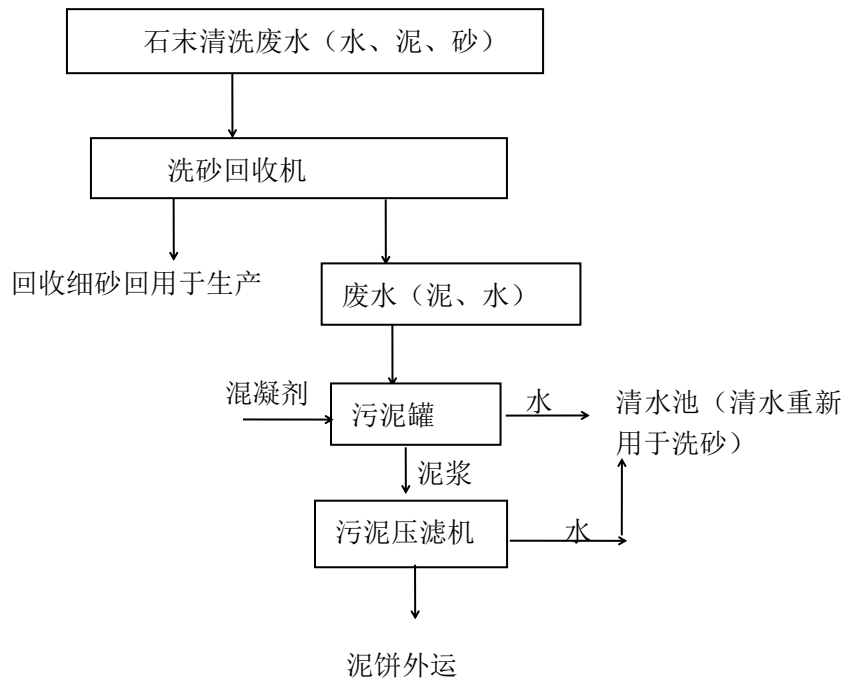 石末清洗废水（水、泥、砂）
洗砂回收机
回收细砂回用于生产
废水（泥、水）
混凝剂
污泥罐
水
清水池（清水重新
用于洗砂）
泥浆
污泥压滤机
水
泥饼外运